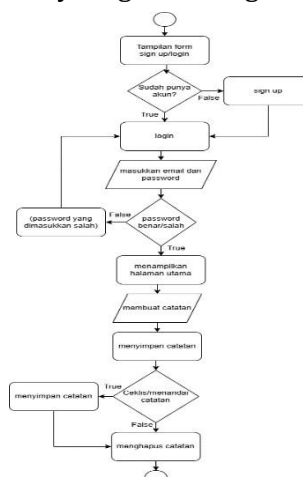 Tampilan form
sign up/login
Sudah punya
akun?
False
sign up
True
login
masukkan email dan
password
(password yang
dimasukkan salah)
False
password
benar/salah
True
menampilkan
halaman utama
membuat catatan
menyimpan catatan
menyimpan catatan
True
Ceklis/menandai
catatan
False
menghapus catatan